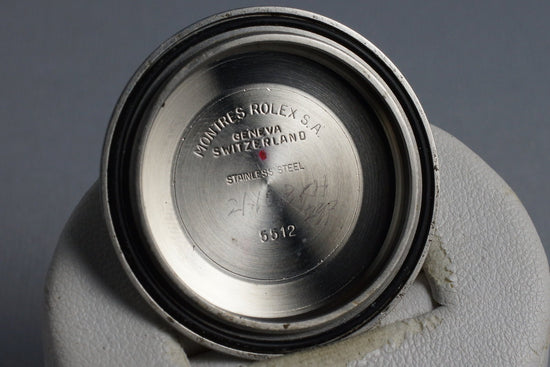 MONTRES ROLEX S.A.
GENEVA
SWITZERLAND
STAINLESS STEEL
5512